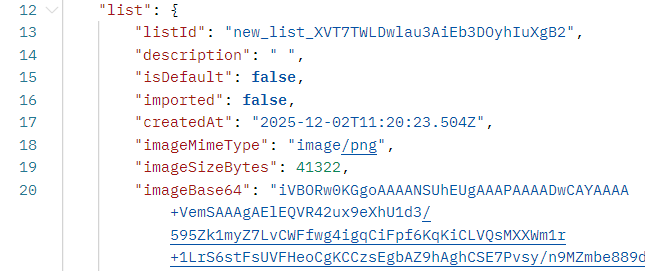 12 "list": {
13 "listId": "new_list_XVT7TWLDwlau3AiEb3DOyhIuXgB2",
14 "description": " ",
15 "isDefault": false,
16 "imported": false,
17 "createdAt": "2025-12-02T11:20:23.504Z",
18 "imageMimeType": "image/png",
19 "imageSizeBytes": 41322,
20 "imageBase64": "iVBORw0KGgoAAAANSUhEUgAAAPAAAADwCAYAAAA
+VemSAAAgAElEQVR42ux9eXhU1d3/
595Zk1myZ7LvCWFfwg4igqCiFpf6KqKiCLVQsMXXWm1r
+1LrS6stFsUVFHeoCgKCCzsEgbAZ9hAghCSE7Pvsy/n9MZmbe889d